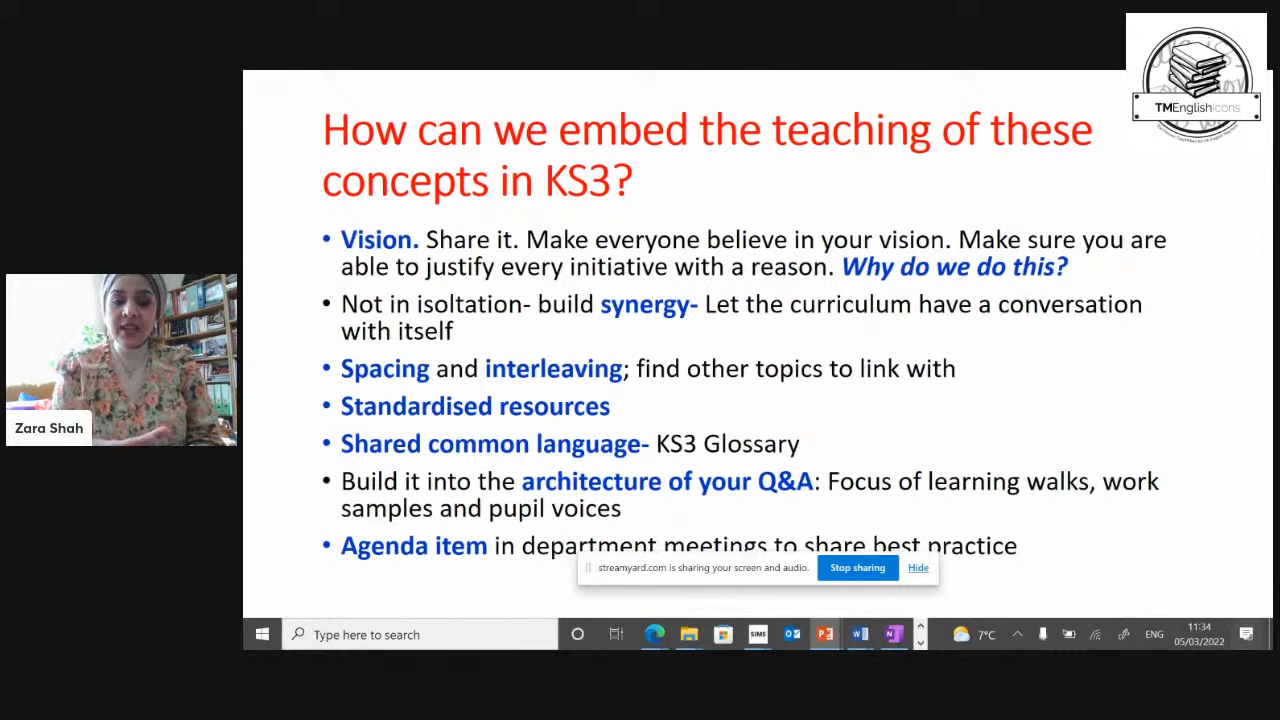 TMEnglishIcons
How can we embed the teaching of these
concepts in KS3?
• Vision. Share it. Make everyone believe in your vision. Make sure you are
able to justify every initiative with a reason. Why do we do this?
• Not in isoltation- build synergy- Let the curriculum have a conversation
with itself
• Spacing and interleaving; find other topics to link with
• Standardised resources
• Shared common language- KS3 Glossary
• Build it into the architecture of your Q&A: Focus of learning walks, work
samples and pupil voices
• Agenda item in department meetings to share best practice
Zara Shah
streamyard.com is sharing your screen and audio. Stop sharing Hide
Type here to search
SIMS
7°C
ENG
11:34
05/03/2022